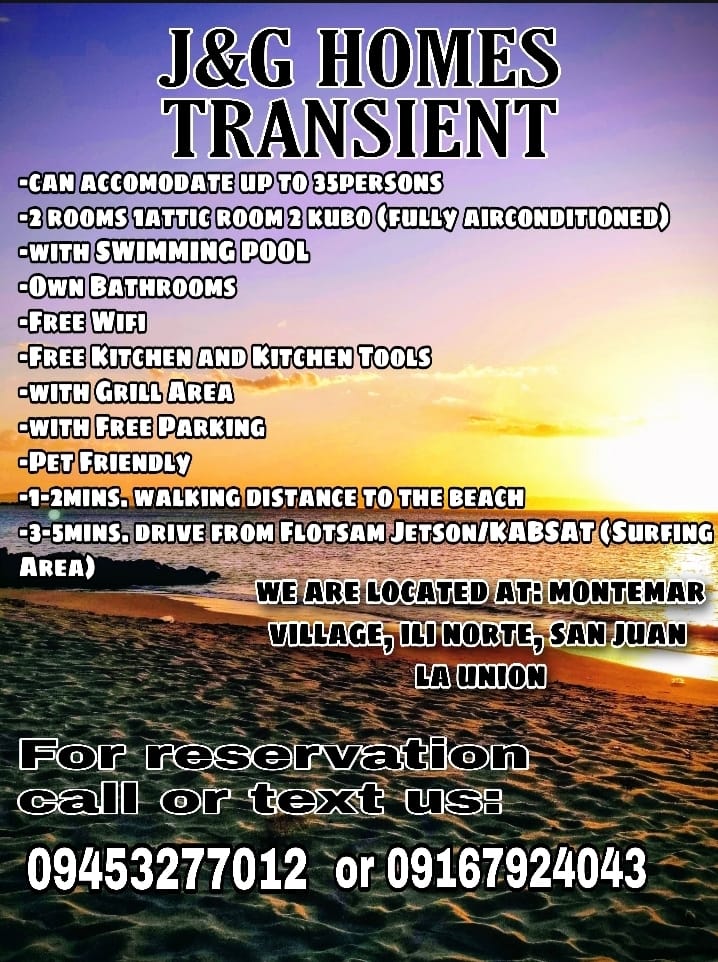 J&G HOMES
TRANSIENT
-CAN ACCOMODATE UP TO 35PERSONS
-2 ROOMS 1ATTIC ROOM 2 KUBO (FULLY AIRCONDITIONED)
-WITH SWIMMING POOL
-OWN BATHROOMS
-FREE WIFI
-FREE KITCHEN AND KITCHEN TOOLS
-WITH GRILL AREA
-WITH FREE PARKING
-PET FRIENDLY
-1-2MINS. WALKING DISTANCE TO THE BEACH
-3-5MINS. DRIVE FROM FLOTSAM JETSON/KABSAT (SURFING
AREA)
WE ARE LOCATED AT: MONTEMAR
VILLAGE, ILI NORTE, SAN JUAN
LA UNION
For reservation
call or text us:
09453277012 or 09167924043